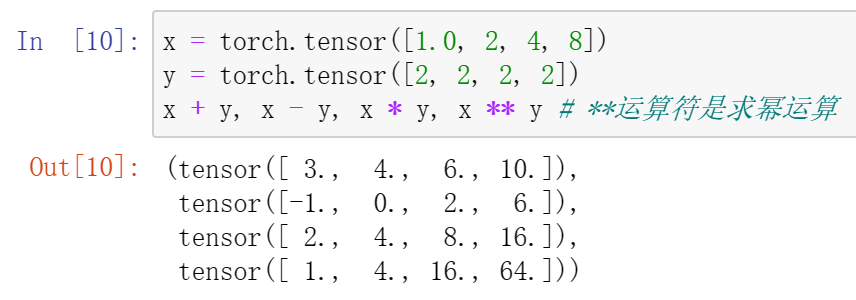 In [10]: x = torch.tensor([1.0, 2, 4, 8])
y = torch.tensor([2, 2, 2, 2])
x + y, x - y, x * y, x ** y # **运算符是求幂运算
Out[10]: (tensor([ 3., 4., 6., 10.]),
tensor([-1., 0., 2., 6.]),
tensor([ 2., 4., 8., 16.]),
tensor([ 1., 4., 16., 64.]))